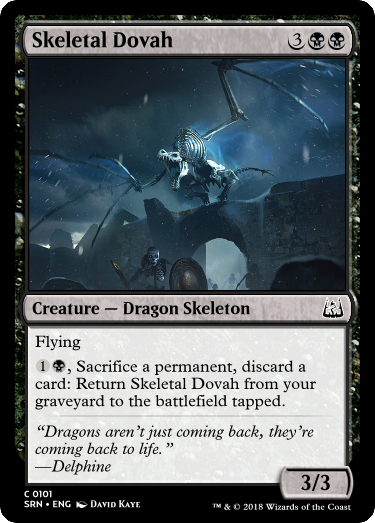 Skeletal Dovah 3
Creature — Dragon Skeleton
Flying
1, Sacrifice a permanent, discard a
card: Return Skeletal Dovah from your
graveyard to the battlefield tapped.
“Dragons aren’t just coming back, they’re
coming back to life.”
—Delphine
3/3
C 0101
SRN • ENG David Kaye
™ & © 2018 Wizards of the Coast